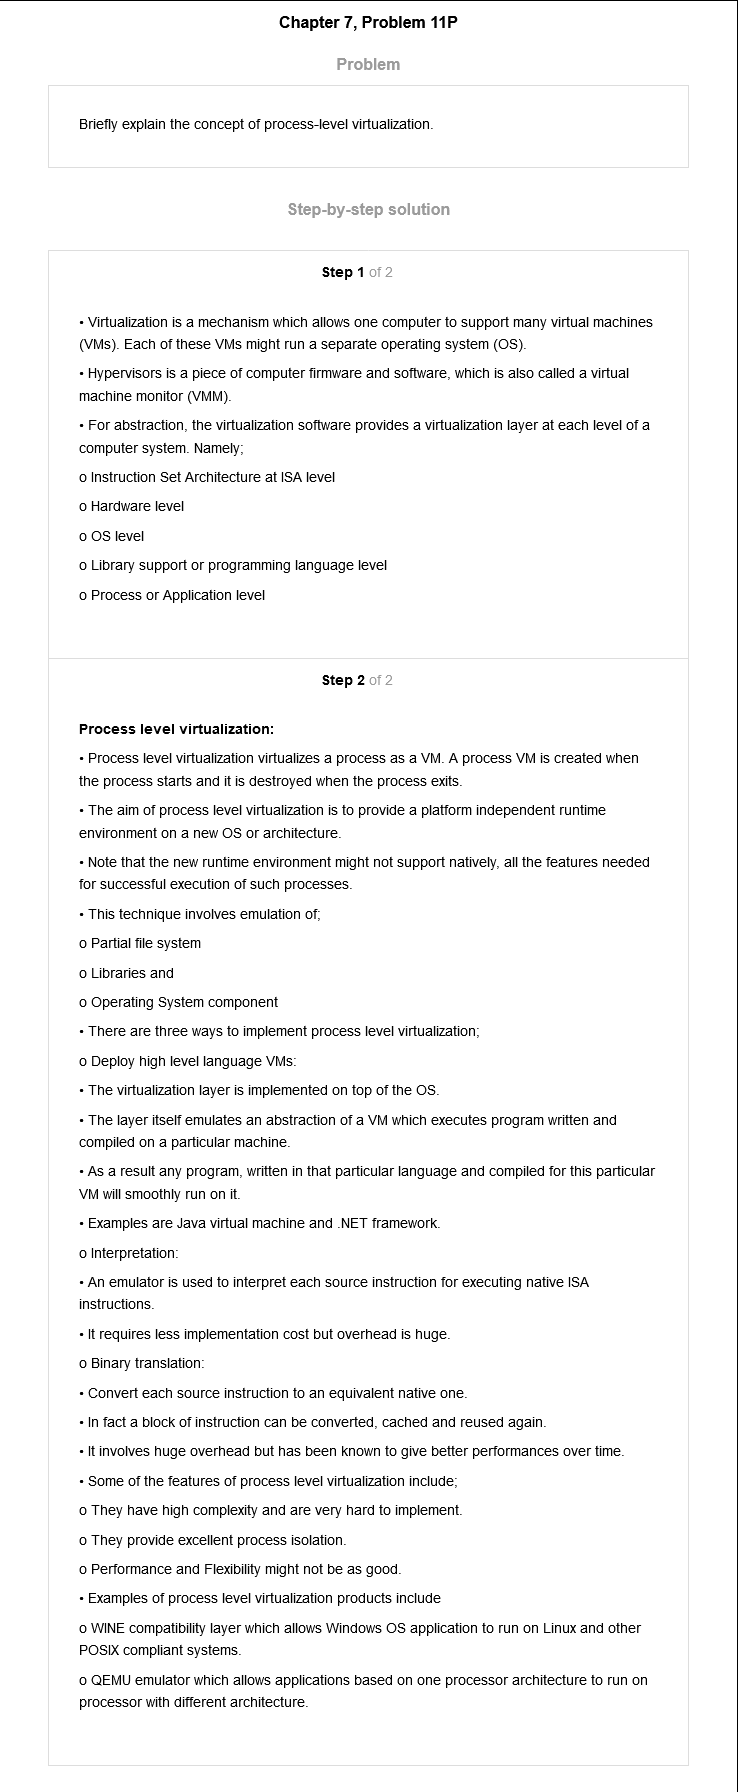 Chapter 7, Problem 11P
Problem
Briefly explain the concept of process-level virtualization.
Step-by-step solution
Step 1 of 2
• Virtualization is a mechanism which allows one computer to support many virtual machines
(VMs). Each of these VMs might run a separate operating system (OS).
• Hypervisors is a piece of computer firmware and software, which is also called a virtual
machine monitor (VMM).
• For abstraction, the virtualization software provides a virtualization layer at each level of a
computer system. Namely;
o Instruction Set Architecture at ISA level
o Hardware level
o OS level
o Library support or programming language level
o Process or Application level
Step 2 of 2
Process level virtualization:
• Process level virtualization virtualizes a process as a VM. A process VM is created when
the process starts and it is destroyed when the process exits.
• The aim of process level virtualization is to provide a platform independent runtime
environment on a new OS or architecture.
• Note that the new runtime environment might not support natively, all the features needed
for successful execution of such processes.
• This technique involves emulation of;
o Partial file system
o Libraries and
o Operating System component
• There are three ways to implement process level virtualization;
o Deploy high level language VMs:
• The virtualization layer is implemented on top of the OS.
• The layer itself emulates an abstraction of a VM which executes program written and
compiled on a particular machine.
• As a result any program, written in that particular language and compiled for this particular
VM will smoothly run on it.
• Examples are Java virtual machine and .NET framework.
o Interpretation:
• An emulator is used to interpret each source instruction for executing native ISA
instructions.
• It requires less implementation cost but overhead is huge.
o Binary translation:
• Convert each source instruction to an equivalent native one.
• In fact a block of instruction can be converted, cached and reused again.
• It involves huge overhead but has been known to give better performances over time.
• Some of the features of process level virtualization include;
o They have high complexity and are very hard to implement.
o They provide excellent process isolation.
o Performance and Flexibility might not be as good.
• Examples of process level virtualization products include
o WINE compatibility layer which allows Windows OS application to run on Linux and other
POSIX compliant systems.
o QEMU emulator which allows applications based on one processor architecture to run on
processor with different architecture.